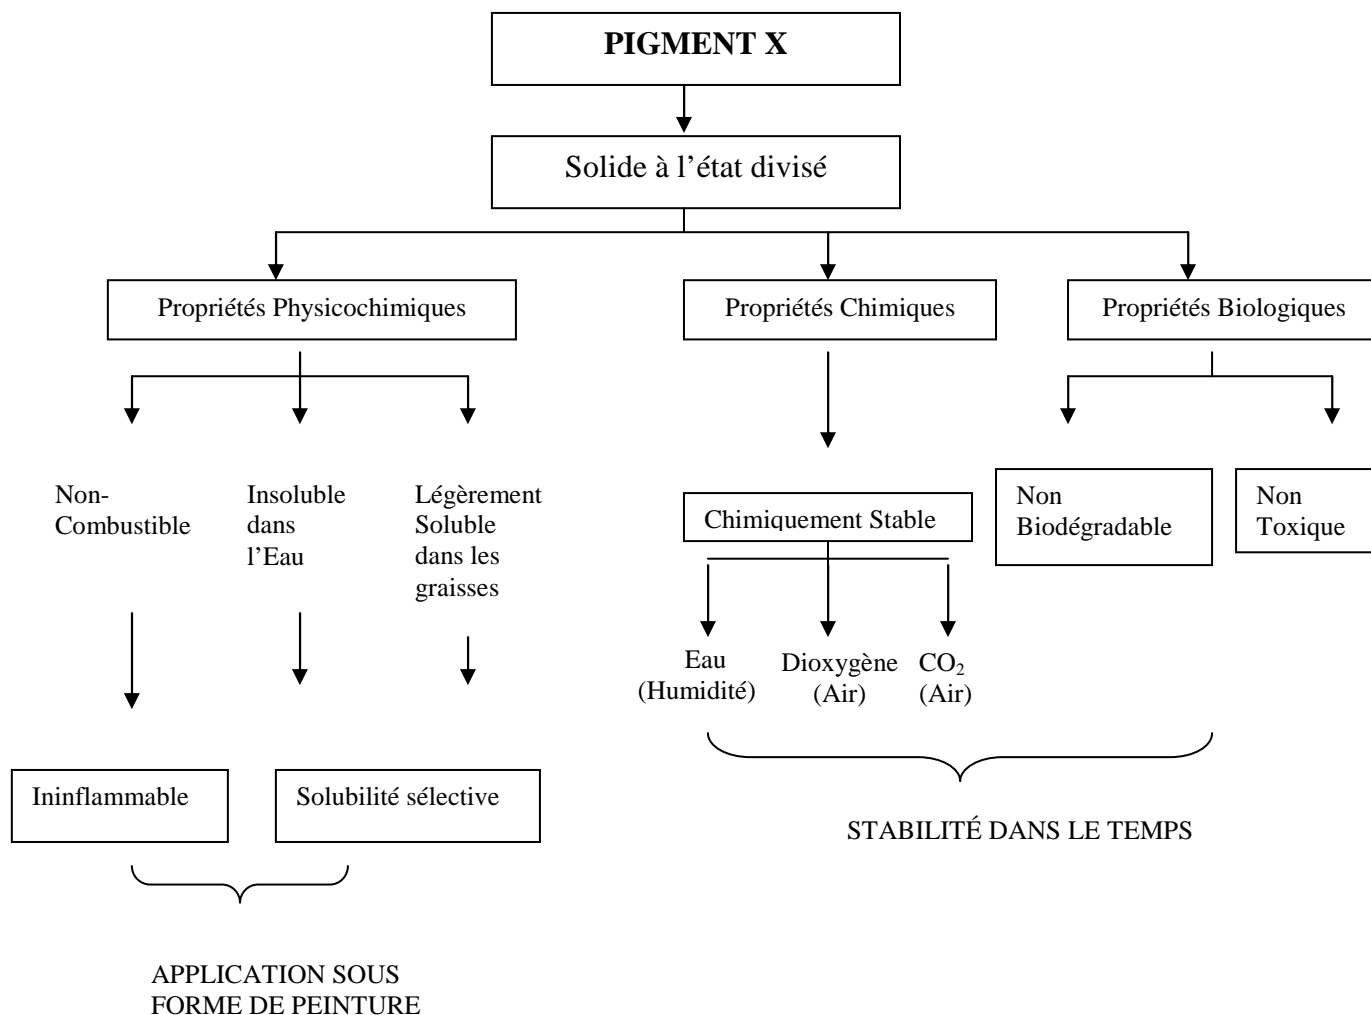 PIGMENT X
Solide à l’état divisé
Propriétés Physicochimiques
Propriétés Chimiques
Propriétés Biologiques
Non-
Combustible
Insoluble
dans
l’Eau
Légèrement
Soluble
dans les
graisses
Chimiquement Stable
Non
Biodégradable
Non
Toxique
Eau
(Humidité)
Dioxygène
(Air)
CO₂
(Air)
Ininflammable
Solubilité sélective
STABILITÉ DANS LE TEMPS
APPLICATION SOUS
FORME DE PEINTURE